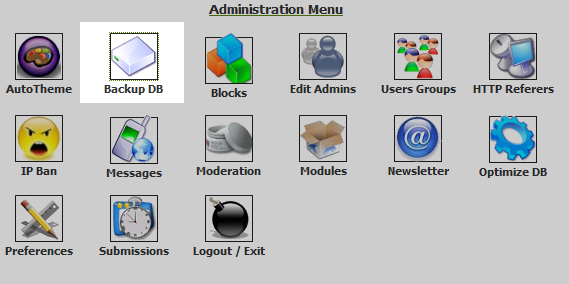 Administration Menu
AutoTheme
Backup DB
Blocks
Edit Admins
Users Groups
HTTP Referers
IP Ban
Messages
Moderation
Modules
Newsletter
Optimize DB
Preferences
Submissions
Logout / Exit